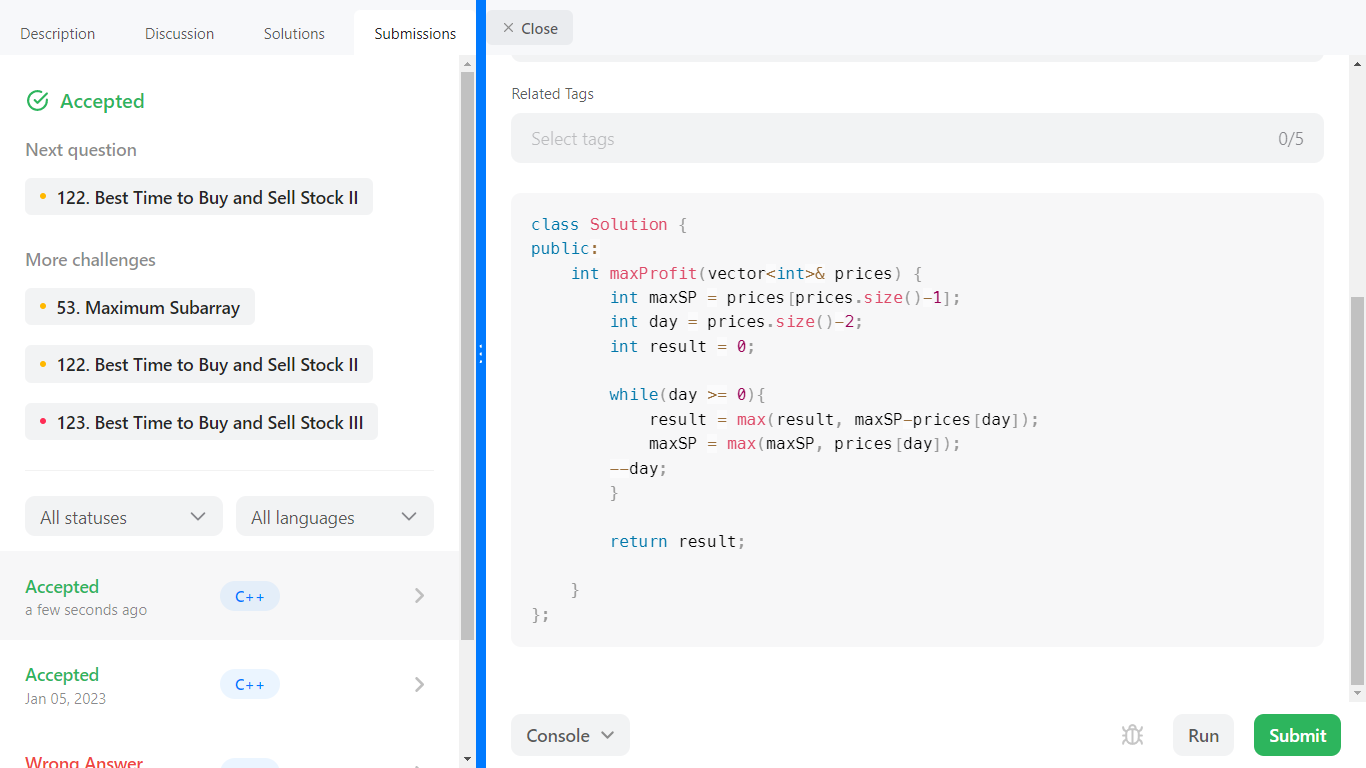 Description Discussion Solutions Submissions
Accepted
Next question
122. Best Time to Buy and Sell Stock II
More challenges
53. Maximum Subarray
122. Best Time to Buy and Sell Stock II
123. Best Time to Buy and Sell Stock III
All statuses All languages
Accepted C++
a few seconds ago
Accepted C++
Jan 05, 2023
Wrong Answer
Close
Related Tags
Select tags 0/5
class Solution {
public:
    int maxProfit(vector<int>& prices) {
        int maxSP = prices[prices.size()-1];
        int day = prices.size()-2;
        int result = 0;
        while(day >= 0){
            result = max(result, maxSP-prices[day]);
            maxSP = max(maxSP, prices[day]);
        --day;
        }
        return result;
    }
};
Console Run Submit